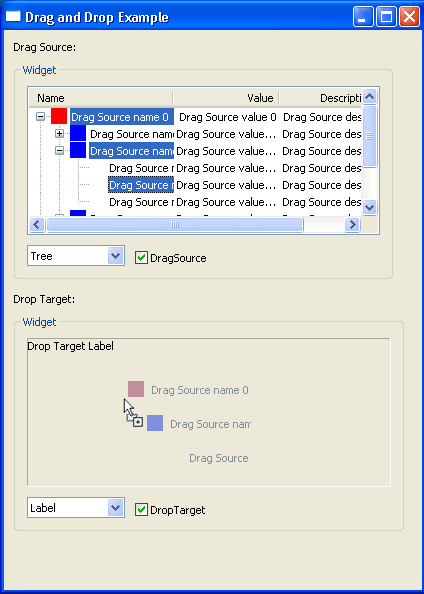 Drag and Drop Example
Drag Source:
Widget
Name Value Descripti
Drag Source name 0 Drag Source value 0 Drag Source des
Drag Source nam Drag Source value... Drag Source des
Drag Source nam Drag Source value... Drag Source des
Drag Source n Drag Source value... Drag Source des
Drag Source n Drag Source value... Drag Source des
Drag Source n Drag Source value... Drag Source des
Tree DragSource
Drop Target:
Widget
Drop Target Label
Drag Source name 0
Drag Source nam
Drag Source
Label DropTarget